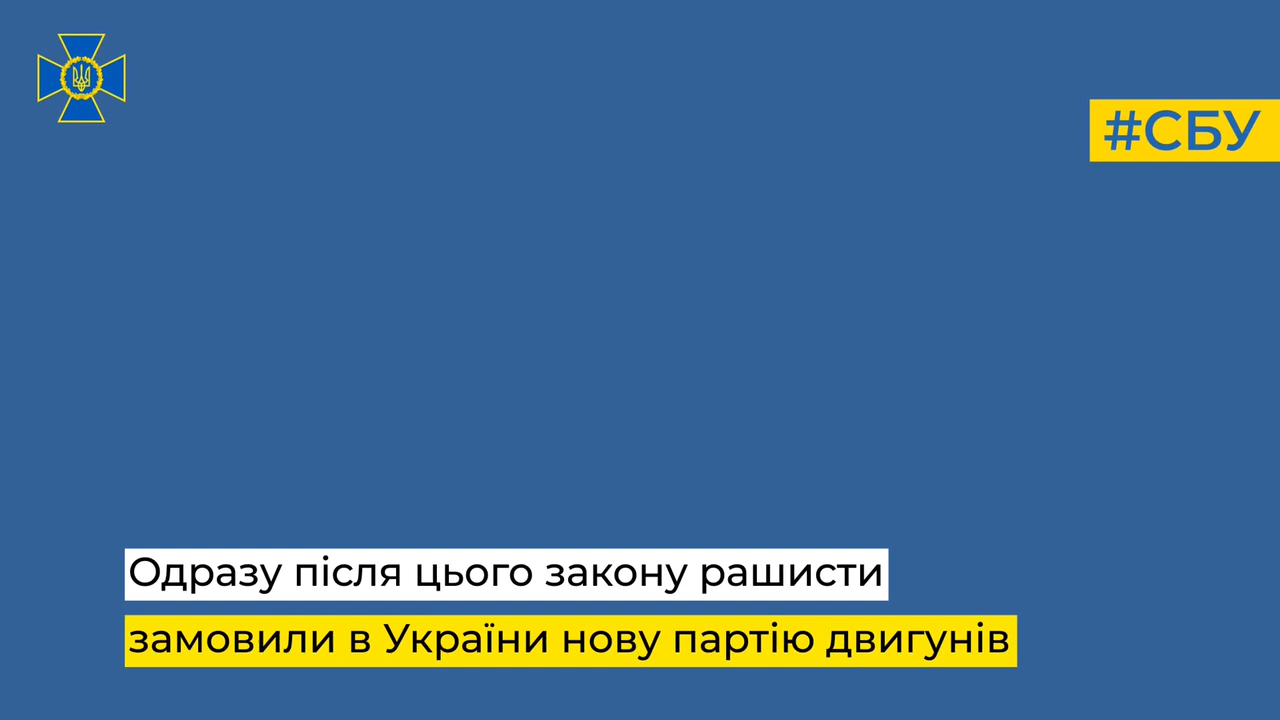 #СБУ
Одразу після цього закону рашисти
замовили в України нову партію двигунів